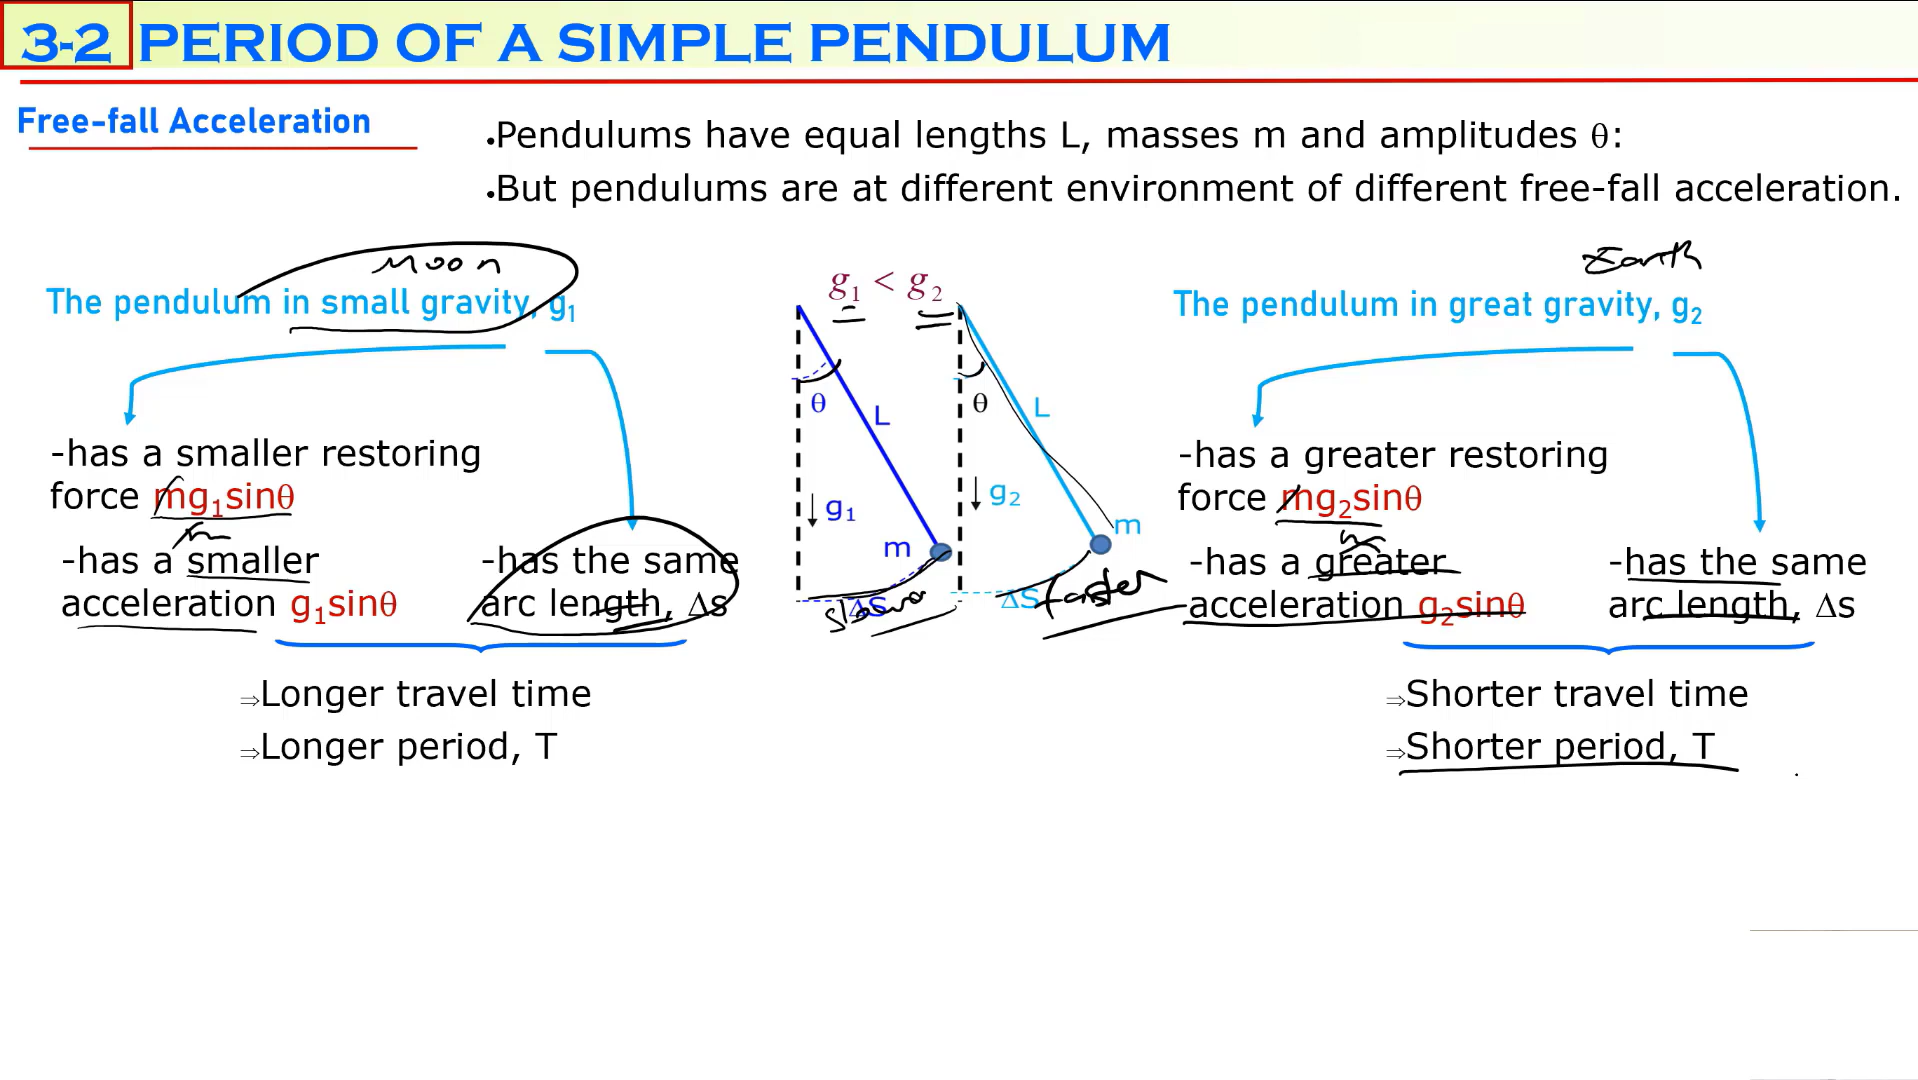 3-2 PERIOD OF A SIMPLE PENDULUM
Free-fall Acceleration
•Pendulums have equal lengths L, masses m and amplitudes θ:
•But pendulums are at different environment of different free-fall acceleration.
Moon
The pendulum in small gravity, g₁
-has a smaller restoring
force mg₁sinθ
m
-has a smaller
acceleration g₁sinθ
-has the same
arc length, Δs
⇒Longer travel time
⇒Longer period, T
g₁ < g₂
θ
L
g₁
m
ΔS
slower
θ
L
g₂
m
ΔS
faster
Earth
The pendulum in great gravity, g₂
-has a greater restoring
force mg₂sinθ
m
-has a greater
acceleration g₂sinθ
-has the same
arc length, Δs
⇒Shorter travel time
⇒Shorter period, T